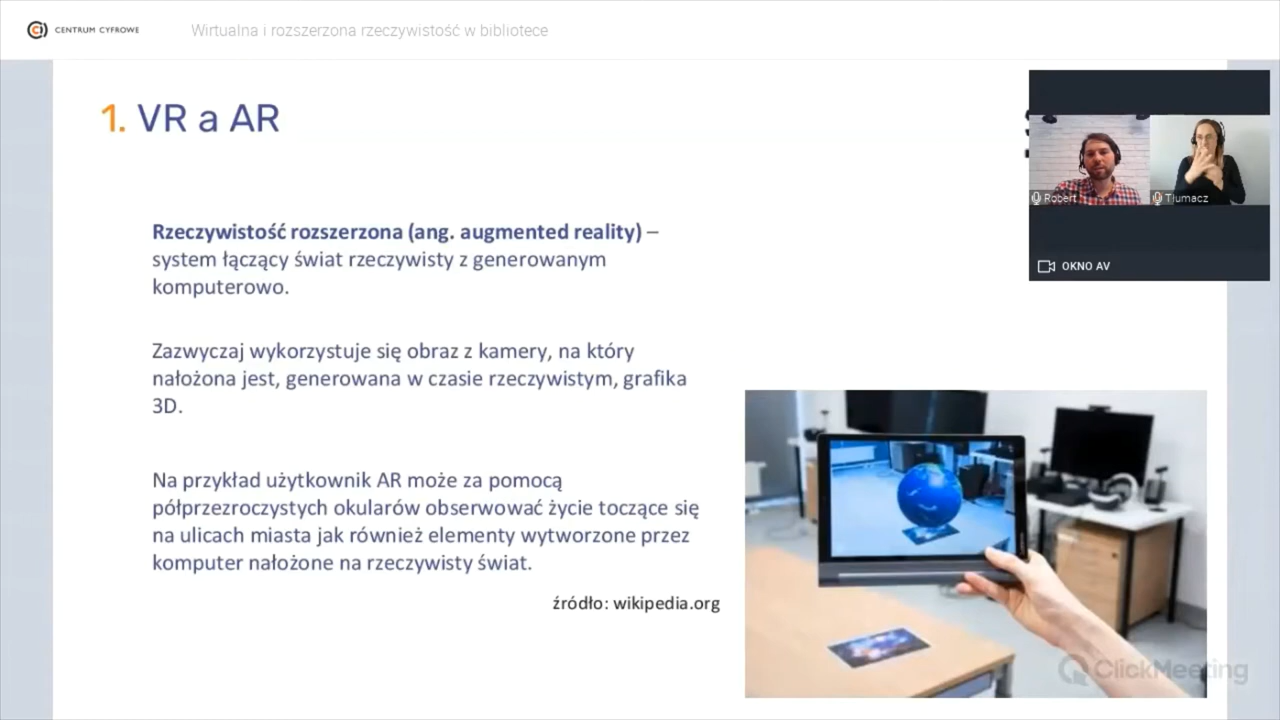 CENTRUM CYFROWE
Wirtualna i rozszerzona rzeczywistość w bibliotece
1. VR a AR
Robert
Tłumacz
OKNO AV
Rzeczywistość rozszerzona (ang. augmented reality) –
system łączący świat rzeczywisty z generowanym
komputerowo.
Zazwyczaj wykorzystuje się obraz z kamery, na który
nałożona jest, generowana w czasie rzeczywistym, grafika
3D.
Na przykład użytkownik AR może za pomocą
półprzezroczystych okularów obserwować życie toczące się
na ulicach miasta jak również elementy wytworzone przez
komputer nałożone na rzeczywisty świat.
źródło: wikipedia.org
ClickMeeting